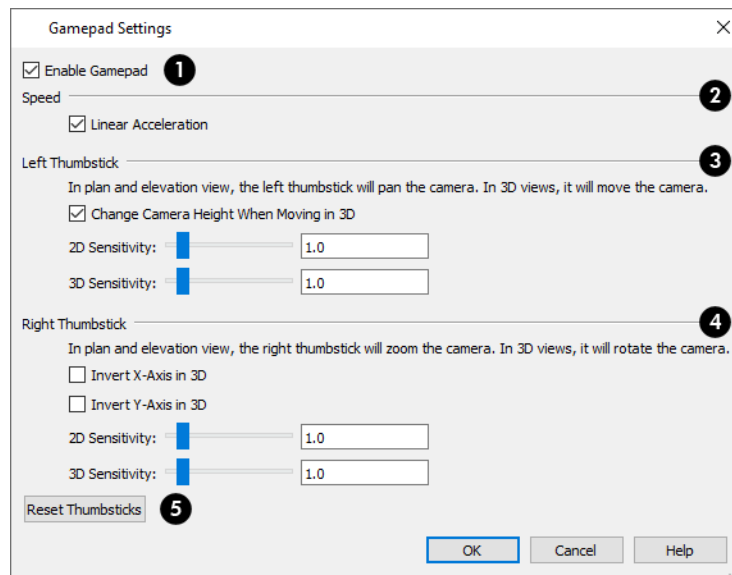 Gamepad Settings
Enable Gamepad 1
Speed 2
Linear Acceleration
Left Thumbstick 3
In plan and elevation view, the left thumbstick will pan the camera. In 3D views, it will move the camera.
Change Camera Height When Moving in 3D
2D Sensitivity: 1.0
3D Sensitivity: 1.0
Right Thumbstick 4
In plan and elevation view, the right thumbstick will zoom the camera. In 3D views, it will rotate the camera.
Invert X-Axis in 3D
Invert Y-Axis in 3D
2D Sensitivity: 1.0
3D Sensitivity: 1.0
Reset Thumbsticks 5
OK Cancel Help